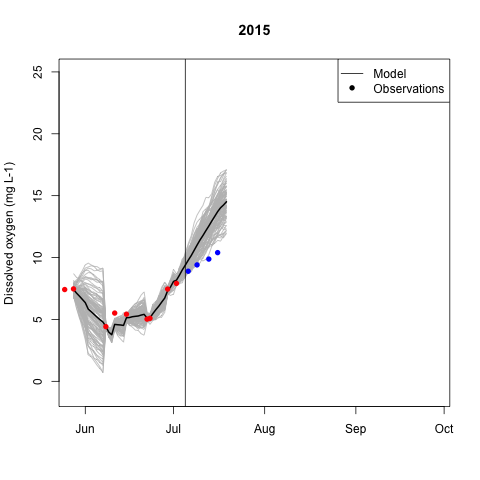 2015
Model
Observations
Dissolved oxygen (mg L-1)
25
20
15
10
5
0
Jun
Jul
Aug
Sep
Oct